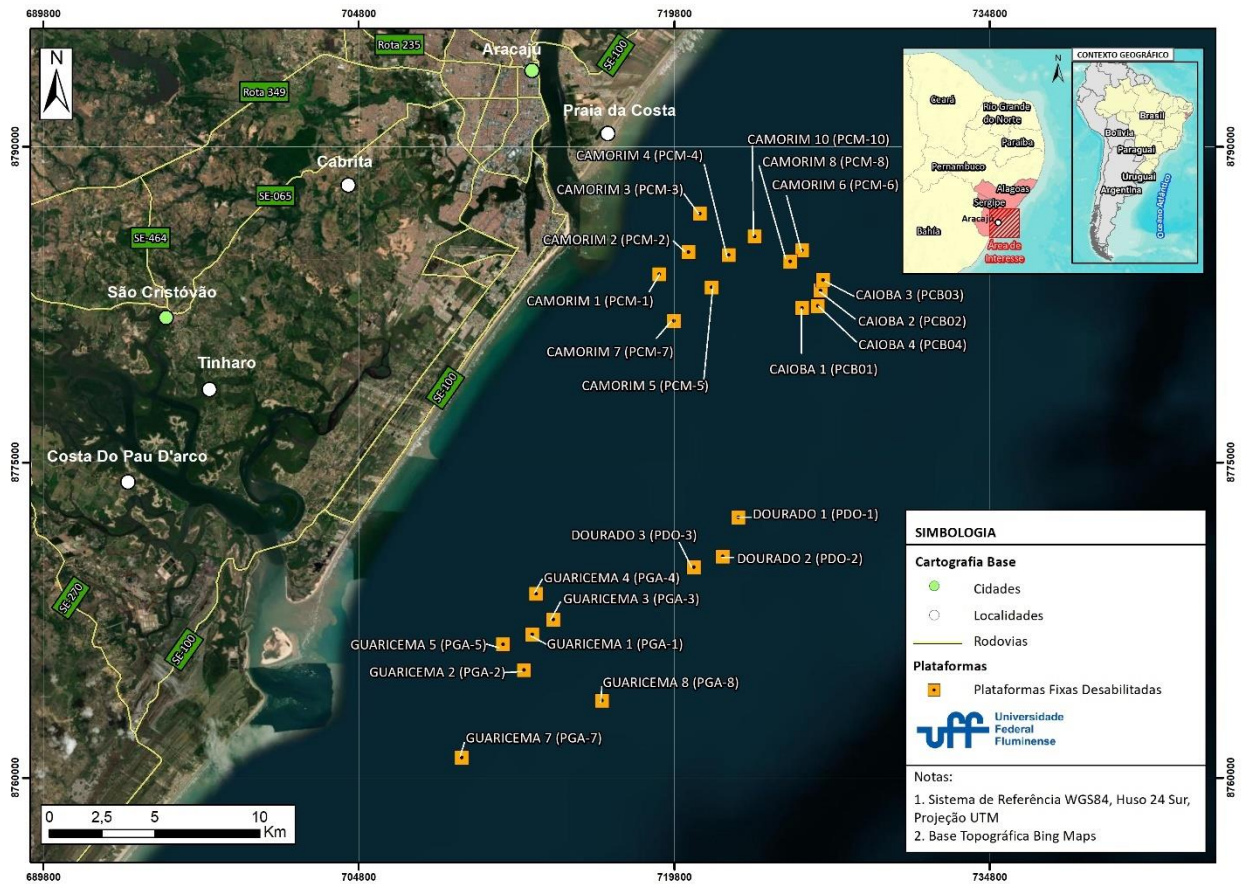 689800
704800
719800
734800
N
Rota 235
Aracajú
SE-100
Rota 349
Praia da Costa
CAMORIM 10 (PCM-10)
CAMORIM 4 (PCM-4)
CAMORIM 8 (PCM-8)
Cabrita
CAMORIM 6 (PCM-6)
CAMORIM 3 (PCM-3)
SE-065
SE-464
CAMORIM 2 (PCM-2)
São Cristóvão
CAMORIM 1 (PCM-1)
CAIOBA 3 (PCB03)
CAIOBA 2 (PCB02)
CAIOBA 4 (PCB04)
CAMORIM 7 (PCM-7)
Tinharo
CAIOBA 1 (PCB01)
CAMORIM 5 (PCM-5)
SE-100
Costa Do Pau D'arco
DOURADO 1 (PDO-1)
DOURADO 3 (PDO-3)
DOURADO 2 (PDO-2)
GUARICEMA 4 (PGA-4)
SE-270
GUARICEMA 3 (PGA-3)
SE-100
GUARICEMA 5 (PGA-5)
GUARICEMA 1 (PGA-1)
GUARICEMA 2 (PGA-2)
GUARICEMA 8 (PGA-8)
GUARICEMA 7 (PGA-7)
0 2,5 5 10
Km
8790000
8775000
8760000
8790000
8775000
8760000
N
Ceará
Rio Grande
do Norte
Paraíba
Pernambuco
Alagoas
Sergipe
Aracaju
Bahía
Área de
Interesse
CONTEXTO GEOGRÁFICO
Brasil
Bolivia
Paraguai
Uruguai
Argentina
Oceano Atlântico
SIMBOLOGIA
Cartografia Base
Cidades
Localidades
Rodovias
Plataformas
Plataformas Fixas Desabilitadas
uff
Universidade
Federal
Fluminense
Notas:
1. Sistema de Referência WGS84, Huso 24 Sur,
Projeção UTM
2. Base Topográfica Bing Maps
689800
704800
719800
734800